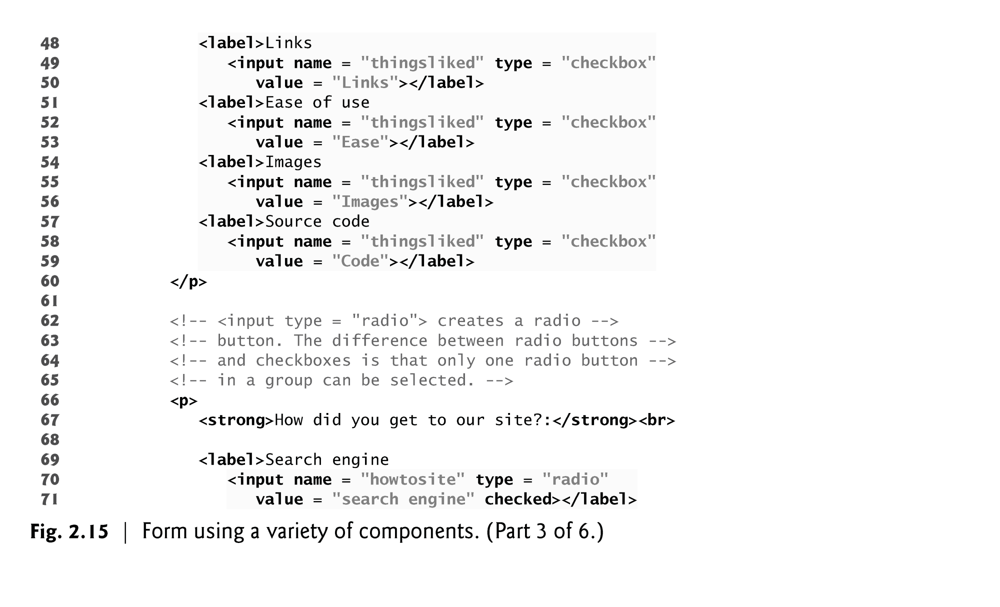 48 <label>Links
49 <input name = "thingsliked" type = "checkbox"
50 value = "Links"></label>
51 <label>Ease of use
52 <input name = "thingsliked" type = "checkbox"
53 value = "Ease"></label>
54 <label>Images
55 <input name = "thingsliked" type = "checkbox"
56 value = "Images"></label>
57 <label>Source code
58 <input name = "thingsliked" type = "checkbox"
59 value = "Code"></label>
60 </p>
61
62 <!-- <input type = "radio"> creates a radio -->
63 <!-- button. The difference between radio buttons -->
64 <!-- and checkboxes is that only one radio button -->
65 <!-- in a group can be selected. -->
66 <p>
67 <strong>How did you get to our site?:</strong><br>
68
69 <label>Search engine
70 <input name = "howtosite" type = "radio"
71 value = "search engine" checked></label>
Fig. 2.15 | Form using a variety of components. (Part 3 of 6.)